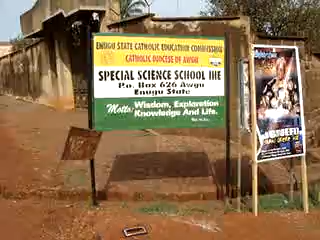 ENUGU STATE CATHOLIC EDUCATION COMMISSION
CATHOLIC DIOCESE OF AWGU
SPECIAL SCIENCE SCHOOL IHE
P.O. Box 626 Awgu
Enugu State
Motto: Wisdom, Exploration
Knowledge And Life.